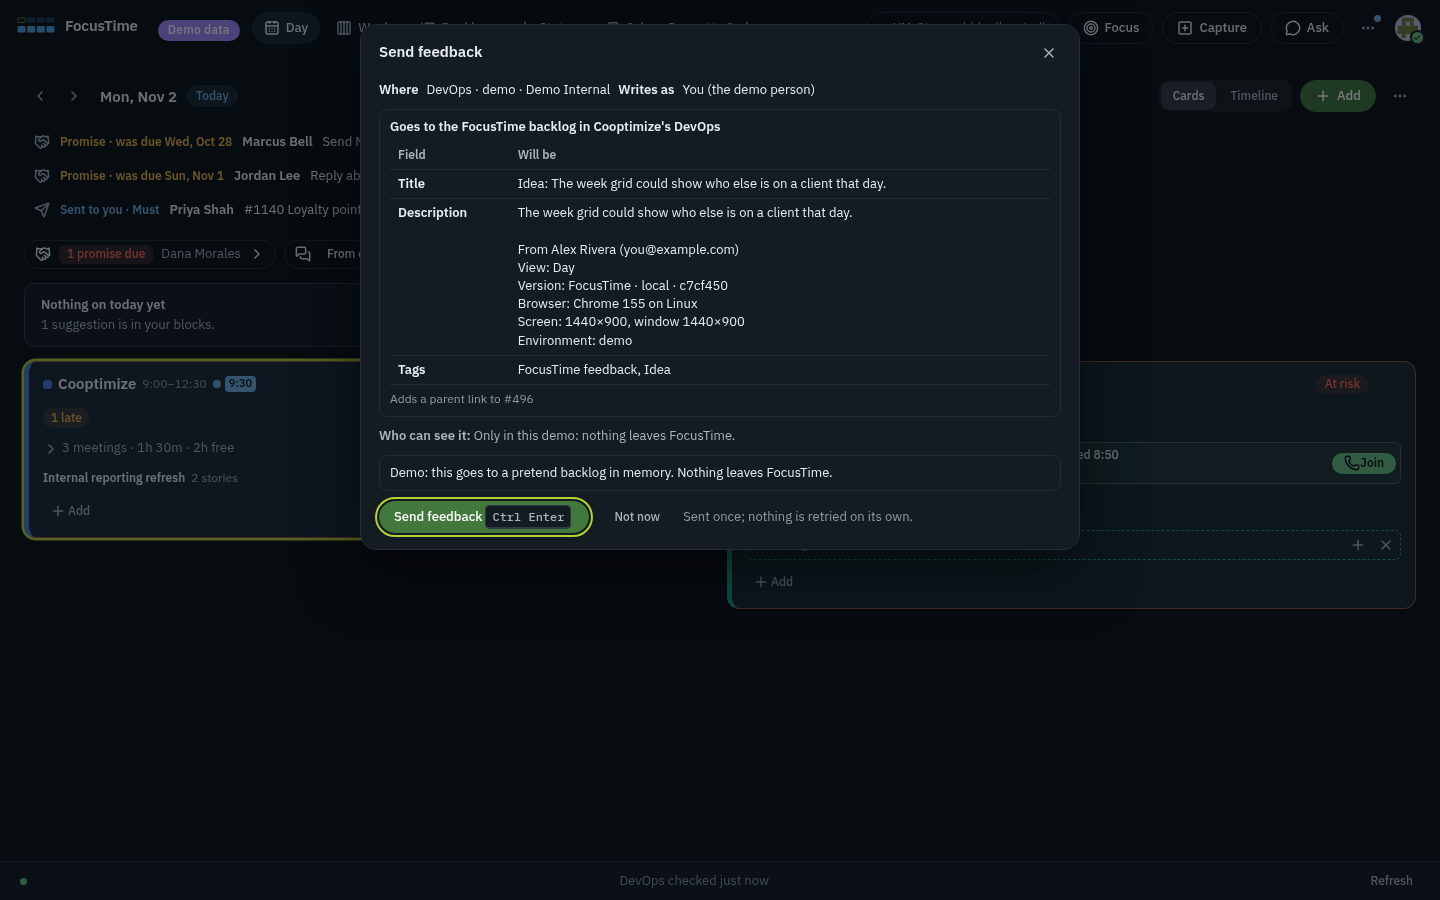 FocusTime
Demo data
Day
Focus
Capture
Ask
Mon, Nov 2
Today
Cards
Timeline
Add
Promise · was due Wed, Oct 28 Marcus Bell
Promise · was due Sun, Nov 1 Jordan Lee Reply
Sent to you · Must Priya Shah #1140 Loyalty
1 promise due Dana Morales
From
Nothing on today yet
1 suggestion is in your blocks.
Cooptimize 9:00–12:30 9:30
1 late
3 meetings · 1h 30m · 2h free
Internal reporting refresh 2 stories
Add
Send feedback
Where DevOps · demo · Demo Internal Writes as You (the demo person)
Goes to the FocusTime backlog in Cooptimize's DevOps
Field Will be
Title Idea: The week grid could show who else is on a client that day.
Description The week grid could show who else is on a client that day.
From Alex Rivera (you@example.com)
View: Day
Version: FocusTime · local · c7cf450
Browser: Chrome 155 on Linux
Screen: 1440×900, window 1440×900
Environment: demo
Tags FocusTime feedback, Idea
Adds a parent link to #496
Who can see it: Only in this demo: nothing leaves FocusTime.
Demo: this goes to a pretend backlog in memory. Nothing leaves FocusTime.
Send feedback Ctrl Enter Not now Sent once; nothing is retried on its own.
At risk
8:50
Join
Add
DevOps checked just now
Refresh